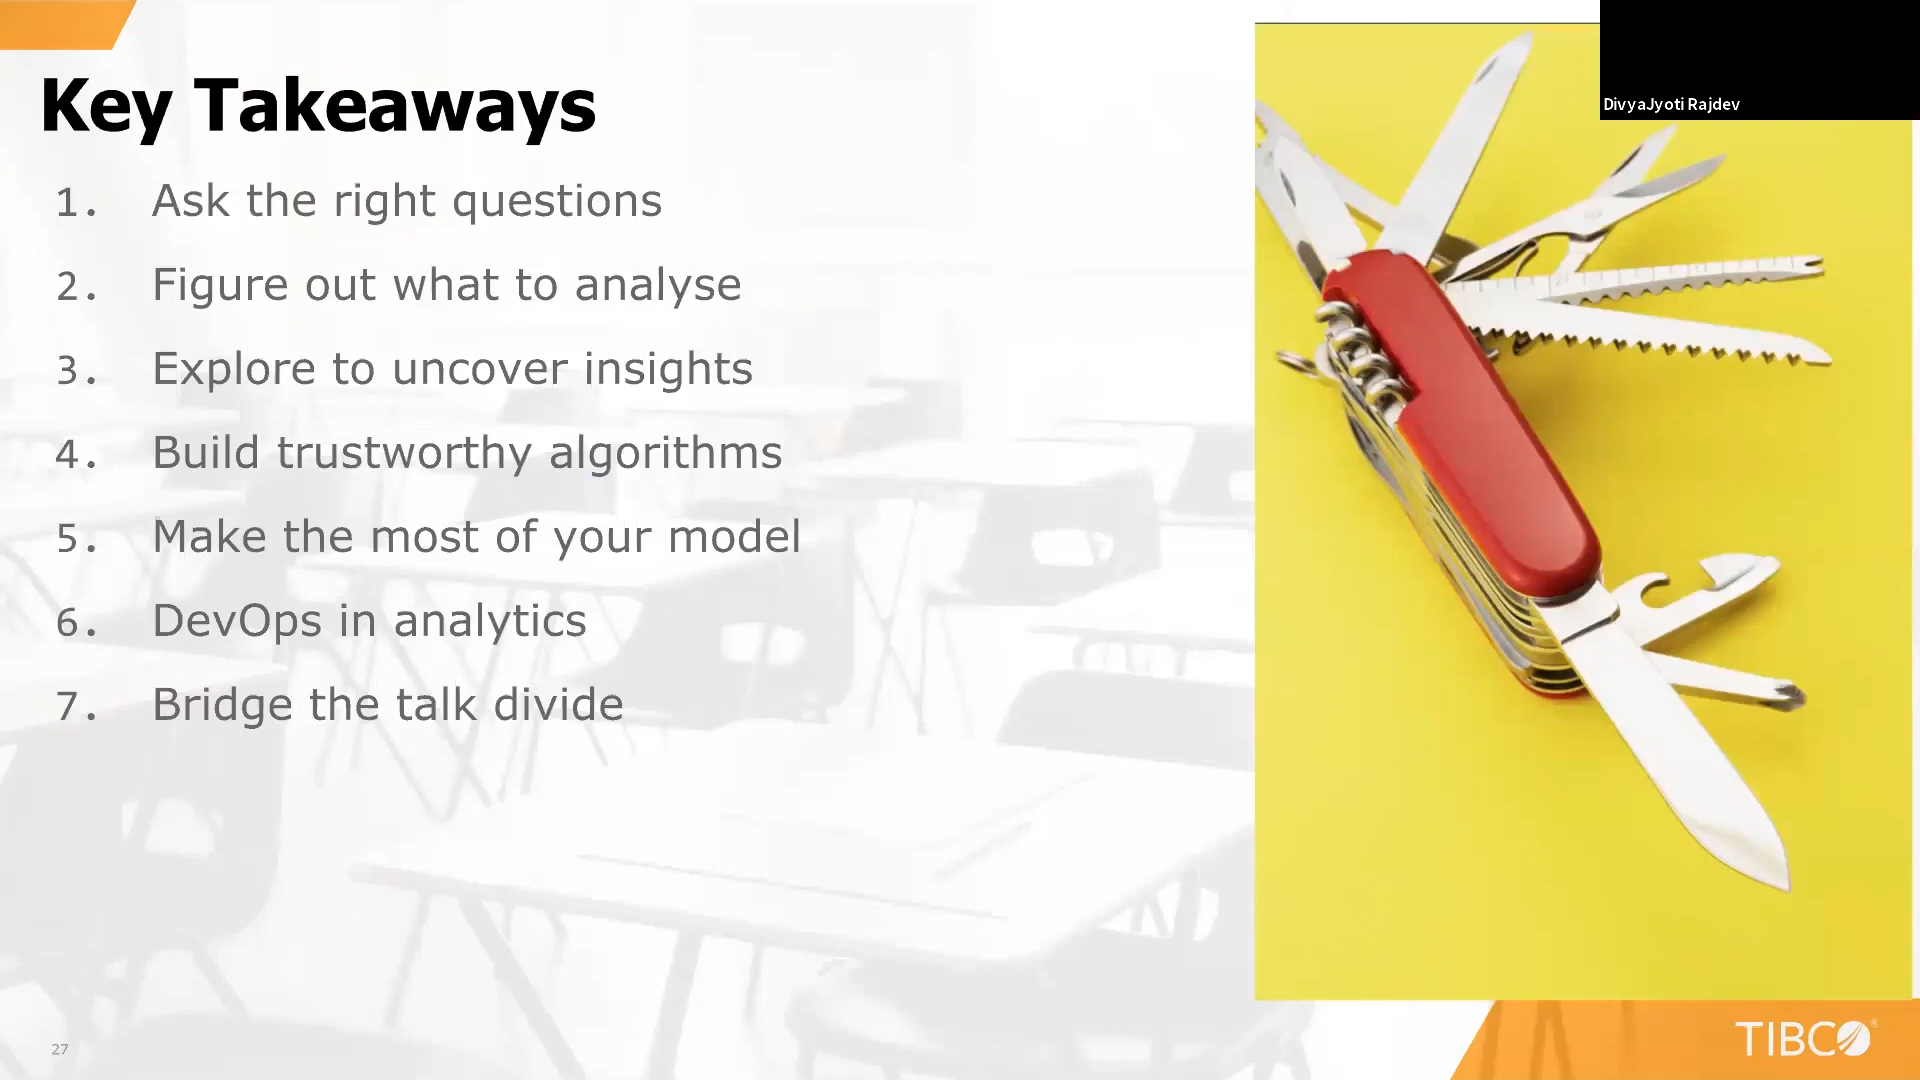 DivyaJyoti Rajdev
Key Takeaways
1. Ask the right questions
2. Figure out what to analyse
3. Explore to uncover insights
4. Build trustworthy algorithms
5. Make the most of your model
6. DevOps in analytics
7. Bridge the talk divide
27
TIBCO®